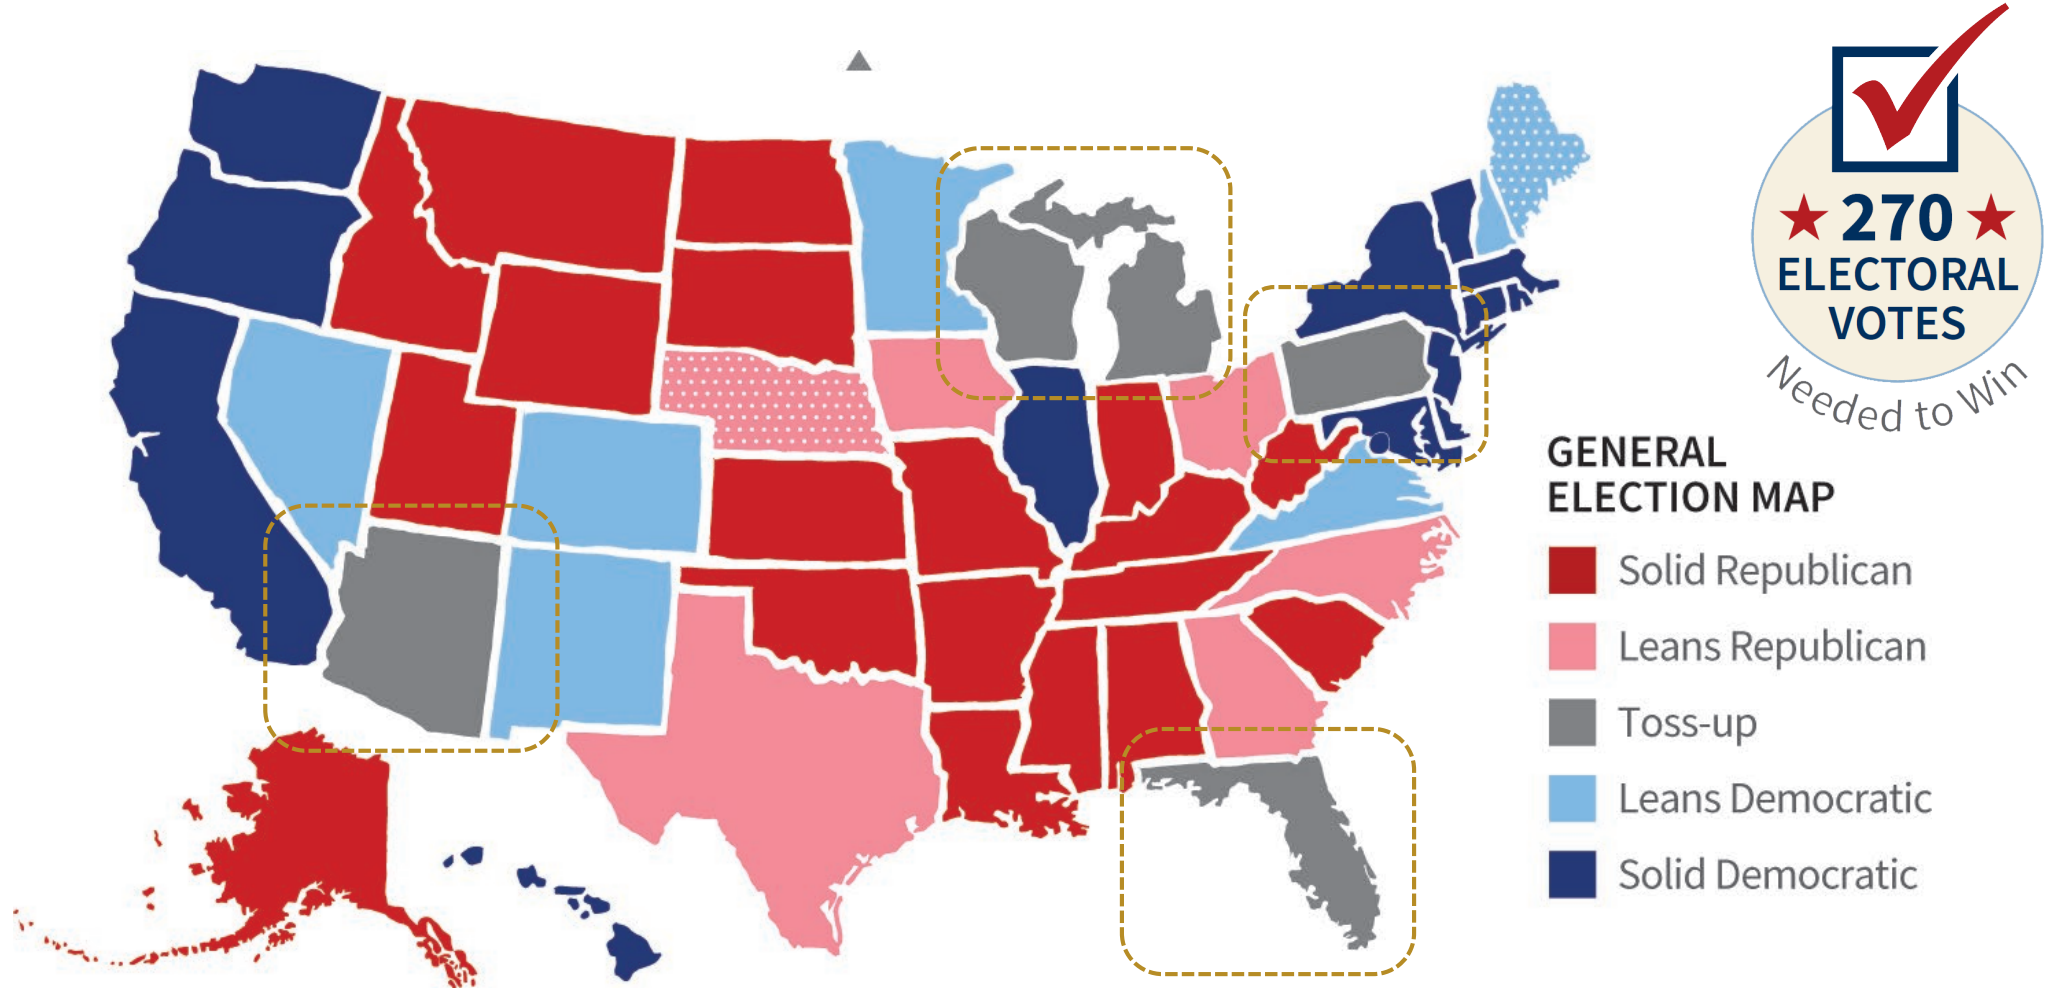 270
ELECTORAL
VOTES
Needed to Win
GENERAL
ELECTION MAP
Solid Republican
Leans Republican
Toss-up
Leans Democratic
Solid Democratic